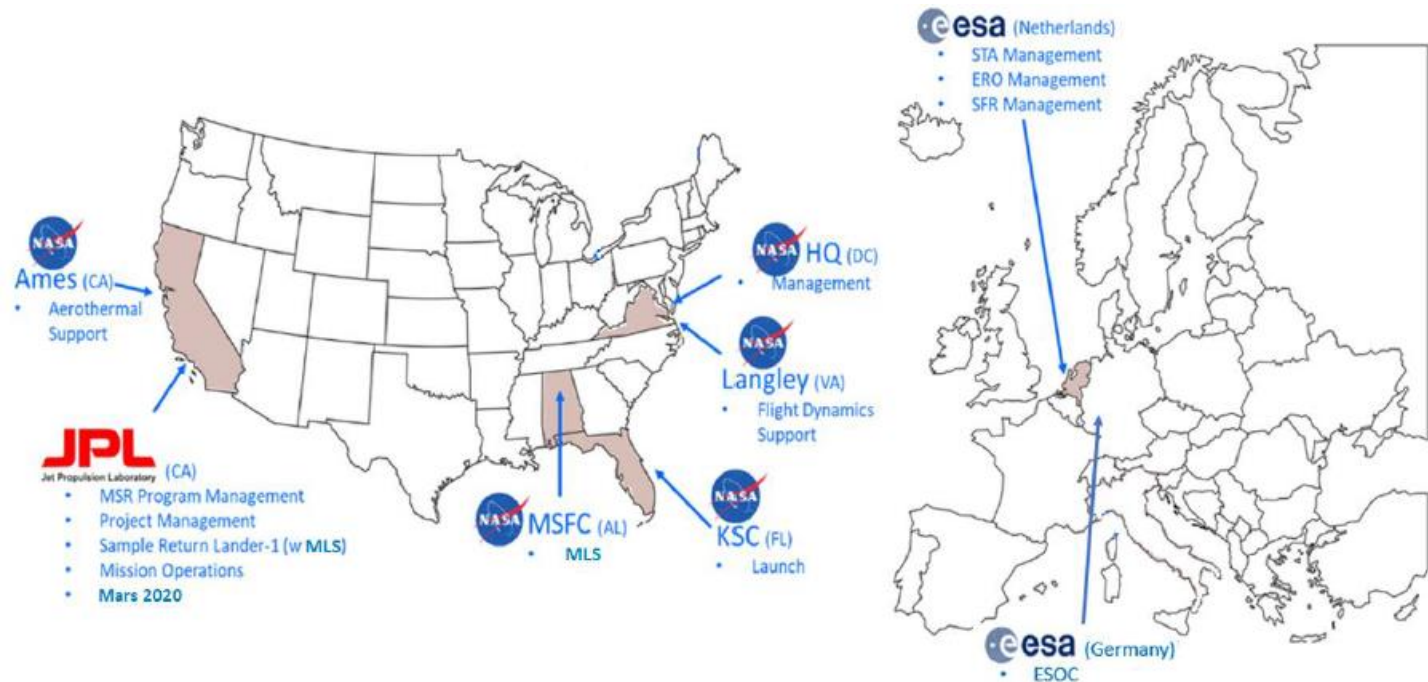 esa (Netherlands)
• STA Management
• ERO Management
• SFR Management
NASA
Ames (CA)
• Aerothermal
Support
NASA HQ (DC)
• Management
NASA
Langley (VA)
• Flight Dynamics
Support
JPL
Jet Propulsion Laboratory (CA)
• MSR Program Management
• Project Management
• Sample Return Lander-1 (w MLS)
• Mission Operations
• Mars 2020
NASA MSFC (AL)
• MLS
NASA
KSC (FL)
• Launch
esa (Germany)
• ESOC